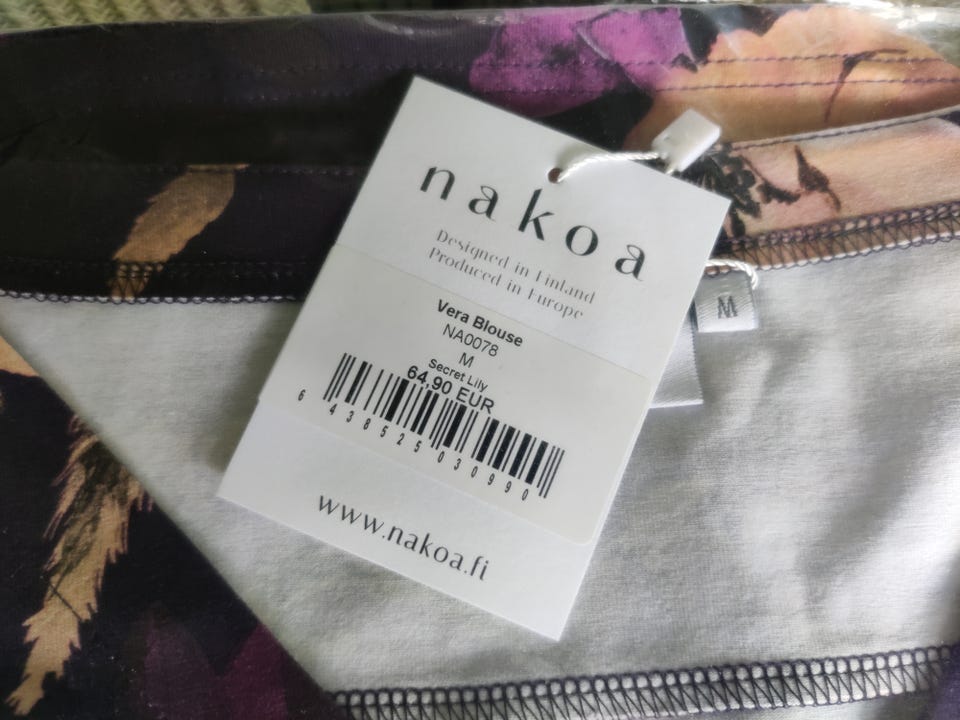 nakoa
Designed in Finland
Produced in Europe
Vera Blouse
NA0078
M
Secret Lily
64,90 EUR
6 438525 030990
www.nakoa.fi
M